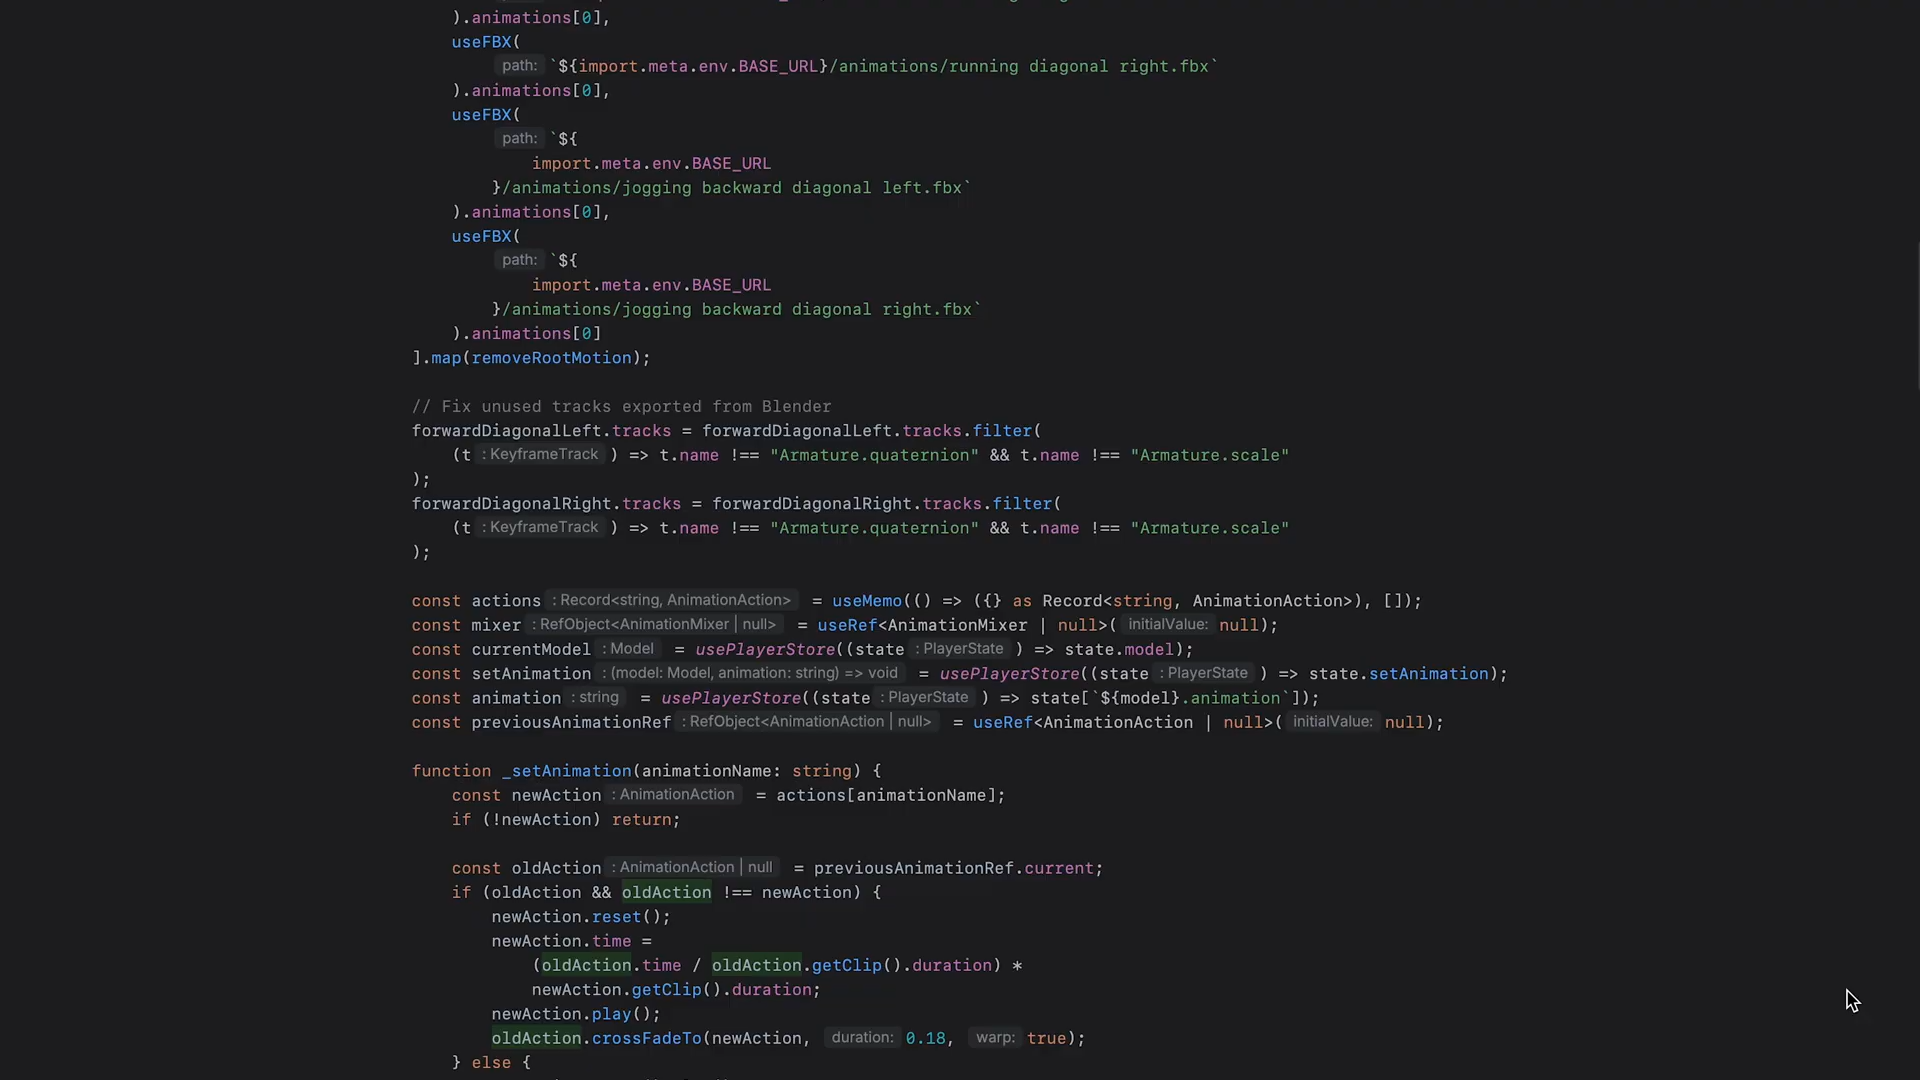 ).animations[0],
useFBX(
path: `${import.meta.env.BASE_URL}/animations/running diagonal right.fbx`
).animations[0],
useFBX(
path: `${
import.meta.env.BASE_URL
}/animations/jogging backward diagonal left.fbx`
).animations[0],
useFBX(
path: `${
import.meta.env.BASE_URL
}/animations/jogging backward diagonal right.fbx`
).animations[0]
].map(removeRootMotion);
// Fix unused tracks exported from Blender
forwardDiagonalLeft.tracks = forwardDiagonalLeft.tracks.filter(
(t : KeyframeTrack ) => t.name !== "Armature.quaternion" && t.name !== "Armature.scale"
);
forwardDiagonalRight.tracks = forwardDiagonalRight.tracks.filter(
(t : KeyframeTrack ) => t.name !== "Armature.quaternion" && t.name !== "Armature.scale"
);
const actions : Record<string, AnimationAction> = useMemo(() => ({} as Record<string, AnimationAction>), []);
const mixer : RefObject<AnimationMixer | null> = useRef<AnimationMixer | null>( initialValue: null);
const currentModel : Model = usePlayerStore((state : PlayerState ) => state.model);
const setAnimation : (model: Model, animation: string) => void = usePlayerStore((state : PlayerState ) => state.setAnimation);
const animation : string = usePlayerStore((state : PlayerState ) => state[`${model}.animation`]);
const previousAnimationRef : RefObject<AnimationAction | null> = useRef<AnimationAction | null>( initialValue: null);
function _setAnimation(animationName: string) {
const newAction : AnimationAction = actions[animationName];
if (!newAction) return;
const oldAction : AnimationAction | null = previousAnimationRef.current;
if (oldAction && oldAction !== newAction) {
newAction.reset();
newAction.time =
(oldAction.time / oldAction.getClip().duration) *
newAction.getClip().duration;
newAction.play();
oldAction.crossFadeTo(newAction, duration: 0.18, warp: true);
} else {